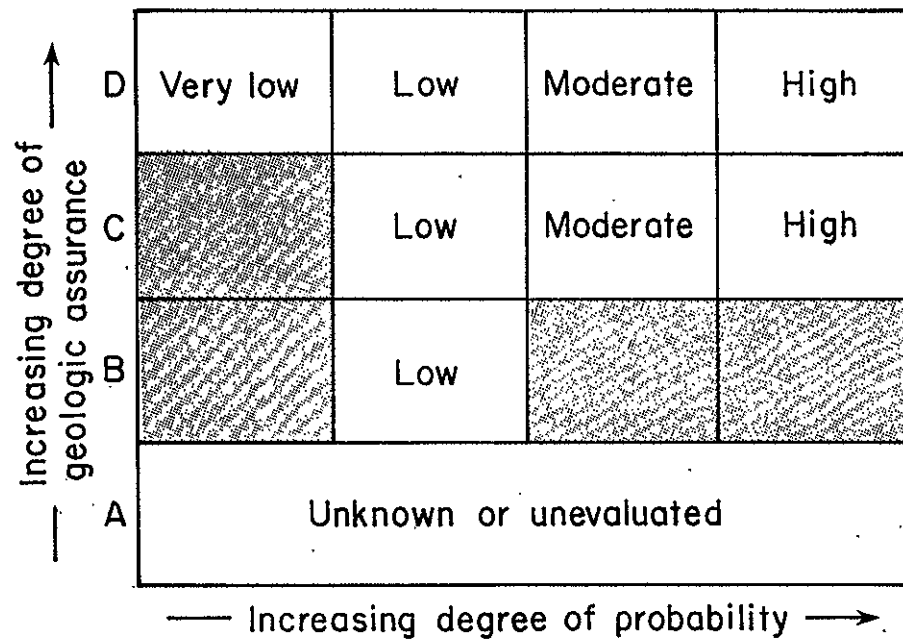 Increasing degree of
geologic assurance
D Very low Low Moderate High
C Low Moderate High
B Low
A Unknown or unevaluated
Increasing degree of probability